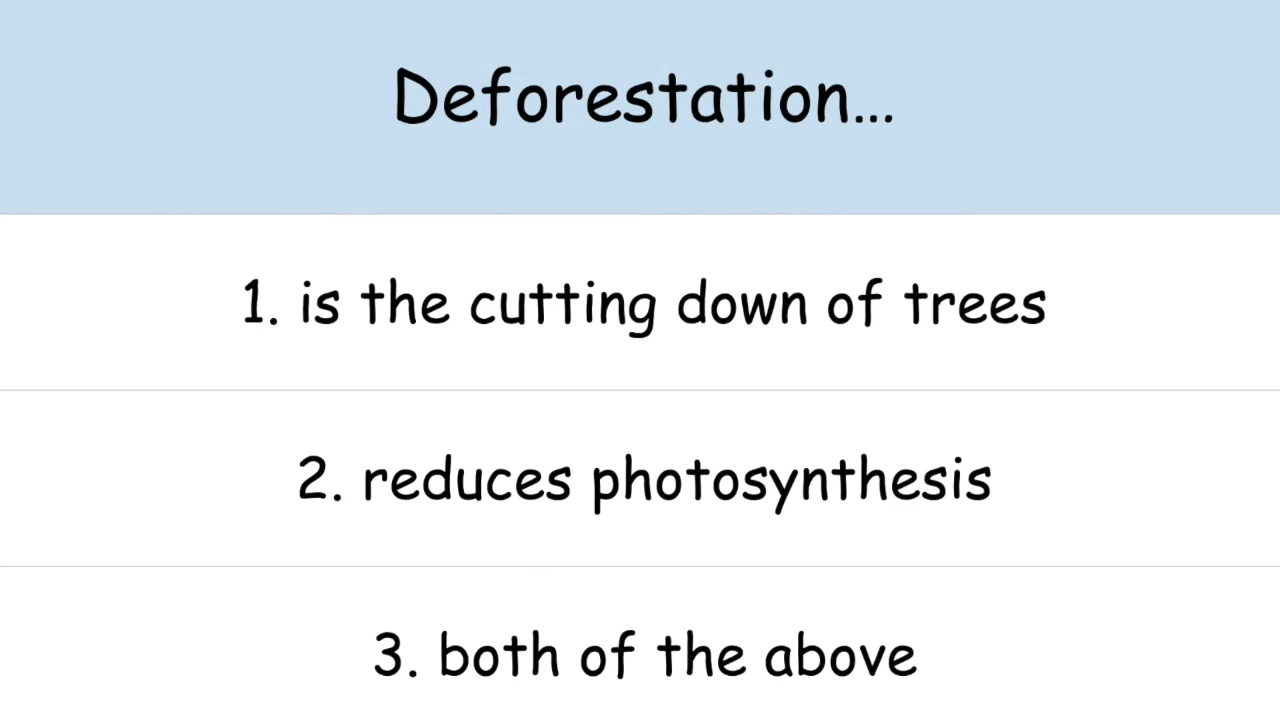 Deforestation...
1. is the cutting down of trees
2. reduces photosynthesis
3. both of the above